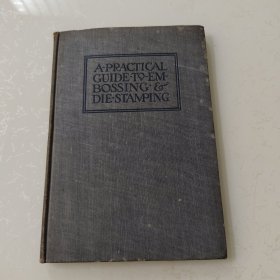 A·PRACTICAL
GUIDE·TO·EM-
BOSSING·&·
DIE·STAMPING